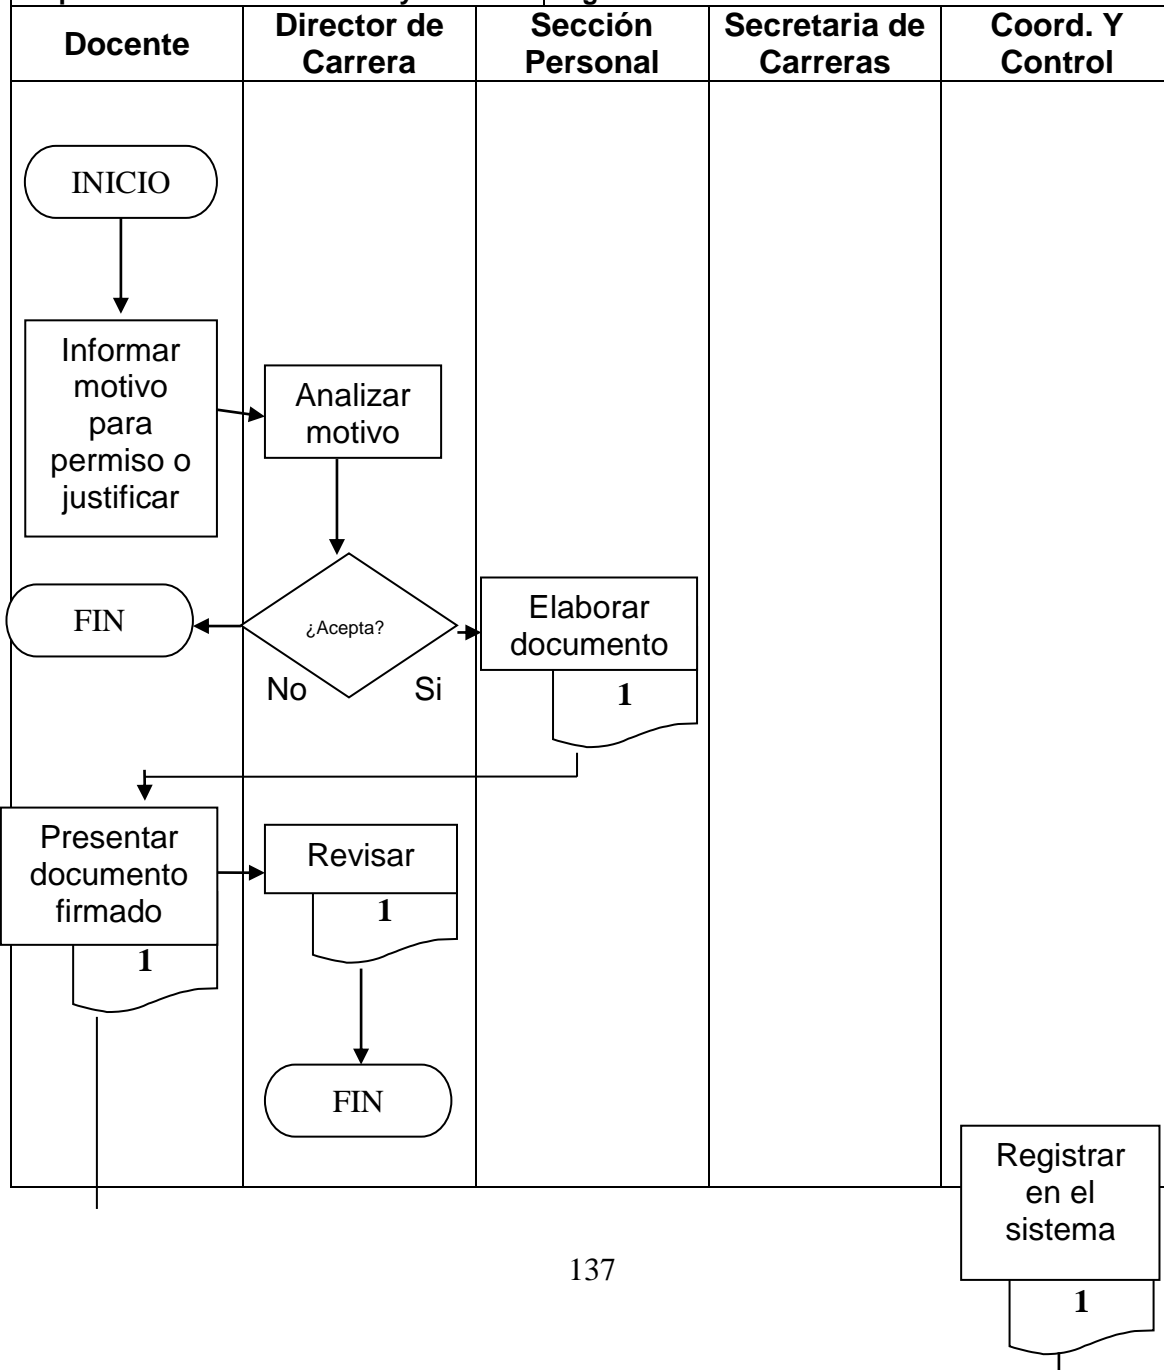 Docente
Director de
Carrera
Sección
Personal
Secretaria de
Carreras
Coord. Y
Control
INICIO
Informar
motivo
para
permiso o
justificar
Analizar
motivo
¿Acepta?
No
Si
FIN
Elaborar
documento
1
Presentar
documento
firmado
1
Revisar
1
FIN
Registrar
en el
sistema
1
137